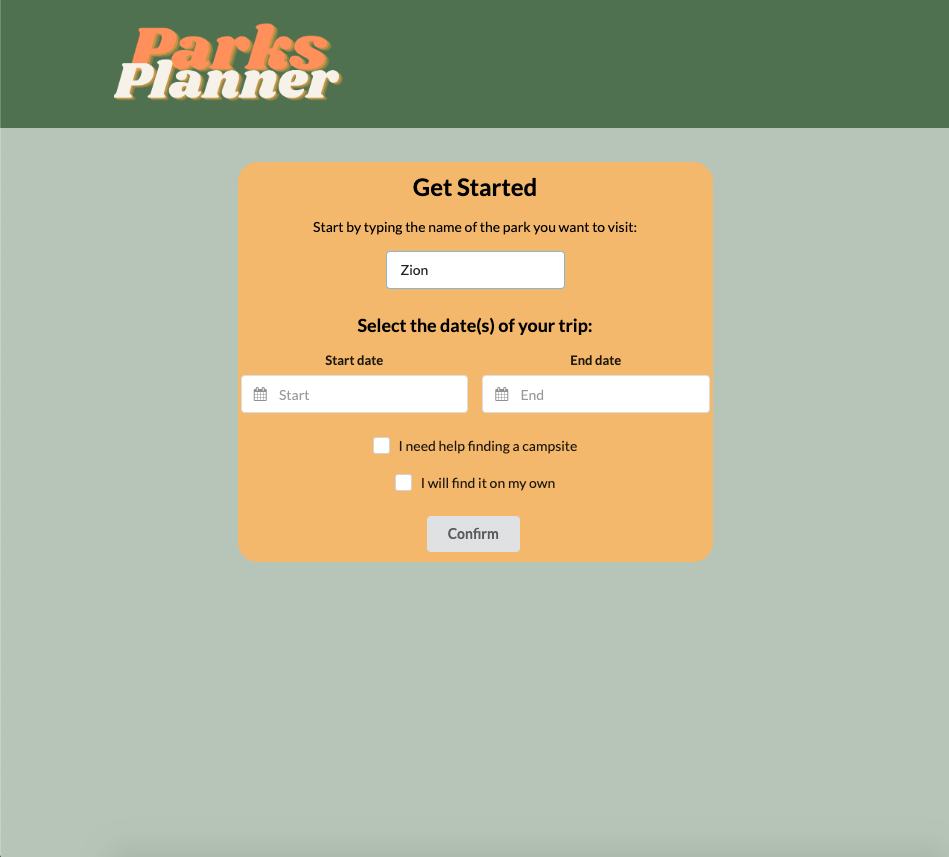 Parks
Planner
Get Started
Start by typing the name of the park you want to visit:
Zion
Select the date(s) of your trip:
Start date
End date
Start
End
I need help finding a campsite
I will find it on my own
Confirm